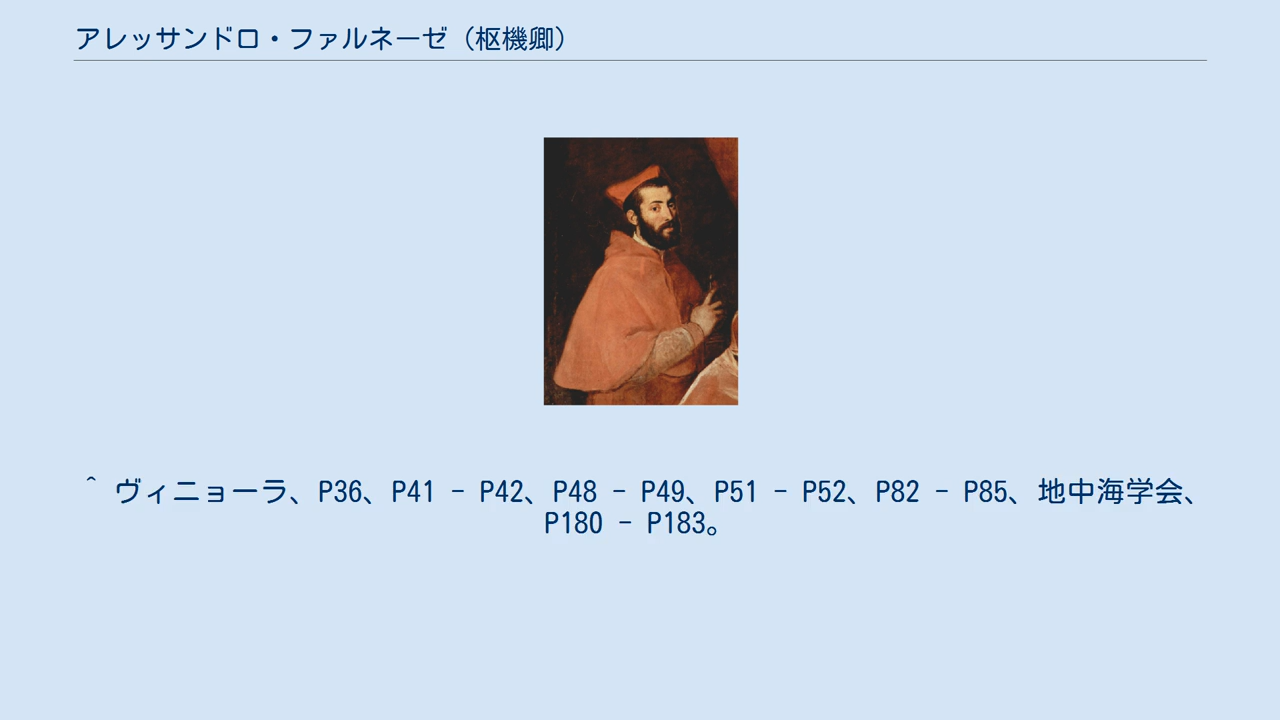 アレッサンドロ・ファルネーゼ（枢機卿）
^ ヴィニョーラ、P36、P41 - P42、P48 - P49、P51 - P52、P82 - P85、地中海学会、
P180 - P183。